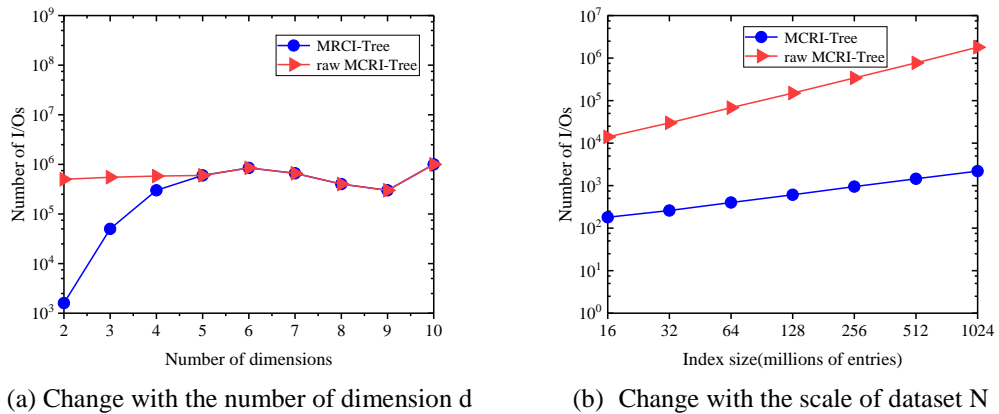 10^9
10^8
10^7
10^6
10^5
10^4
10^3
Number of I/Os
MRCI-Tree
raw MCRI-Tree
2 3 4 5 6 7 8 9 10
Number of dimensions
(a) Change with the number of dimension d
10^7
10^6
10^5
10^4
10^3
10^2
10^1
10^0
Number of I/Os
MCRI-Tree
raw MCRI-Tree
16 32 64 128 256 512 1024
Index size(millions of entries)
(b) Change with the scale of dataset N